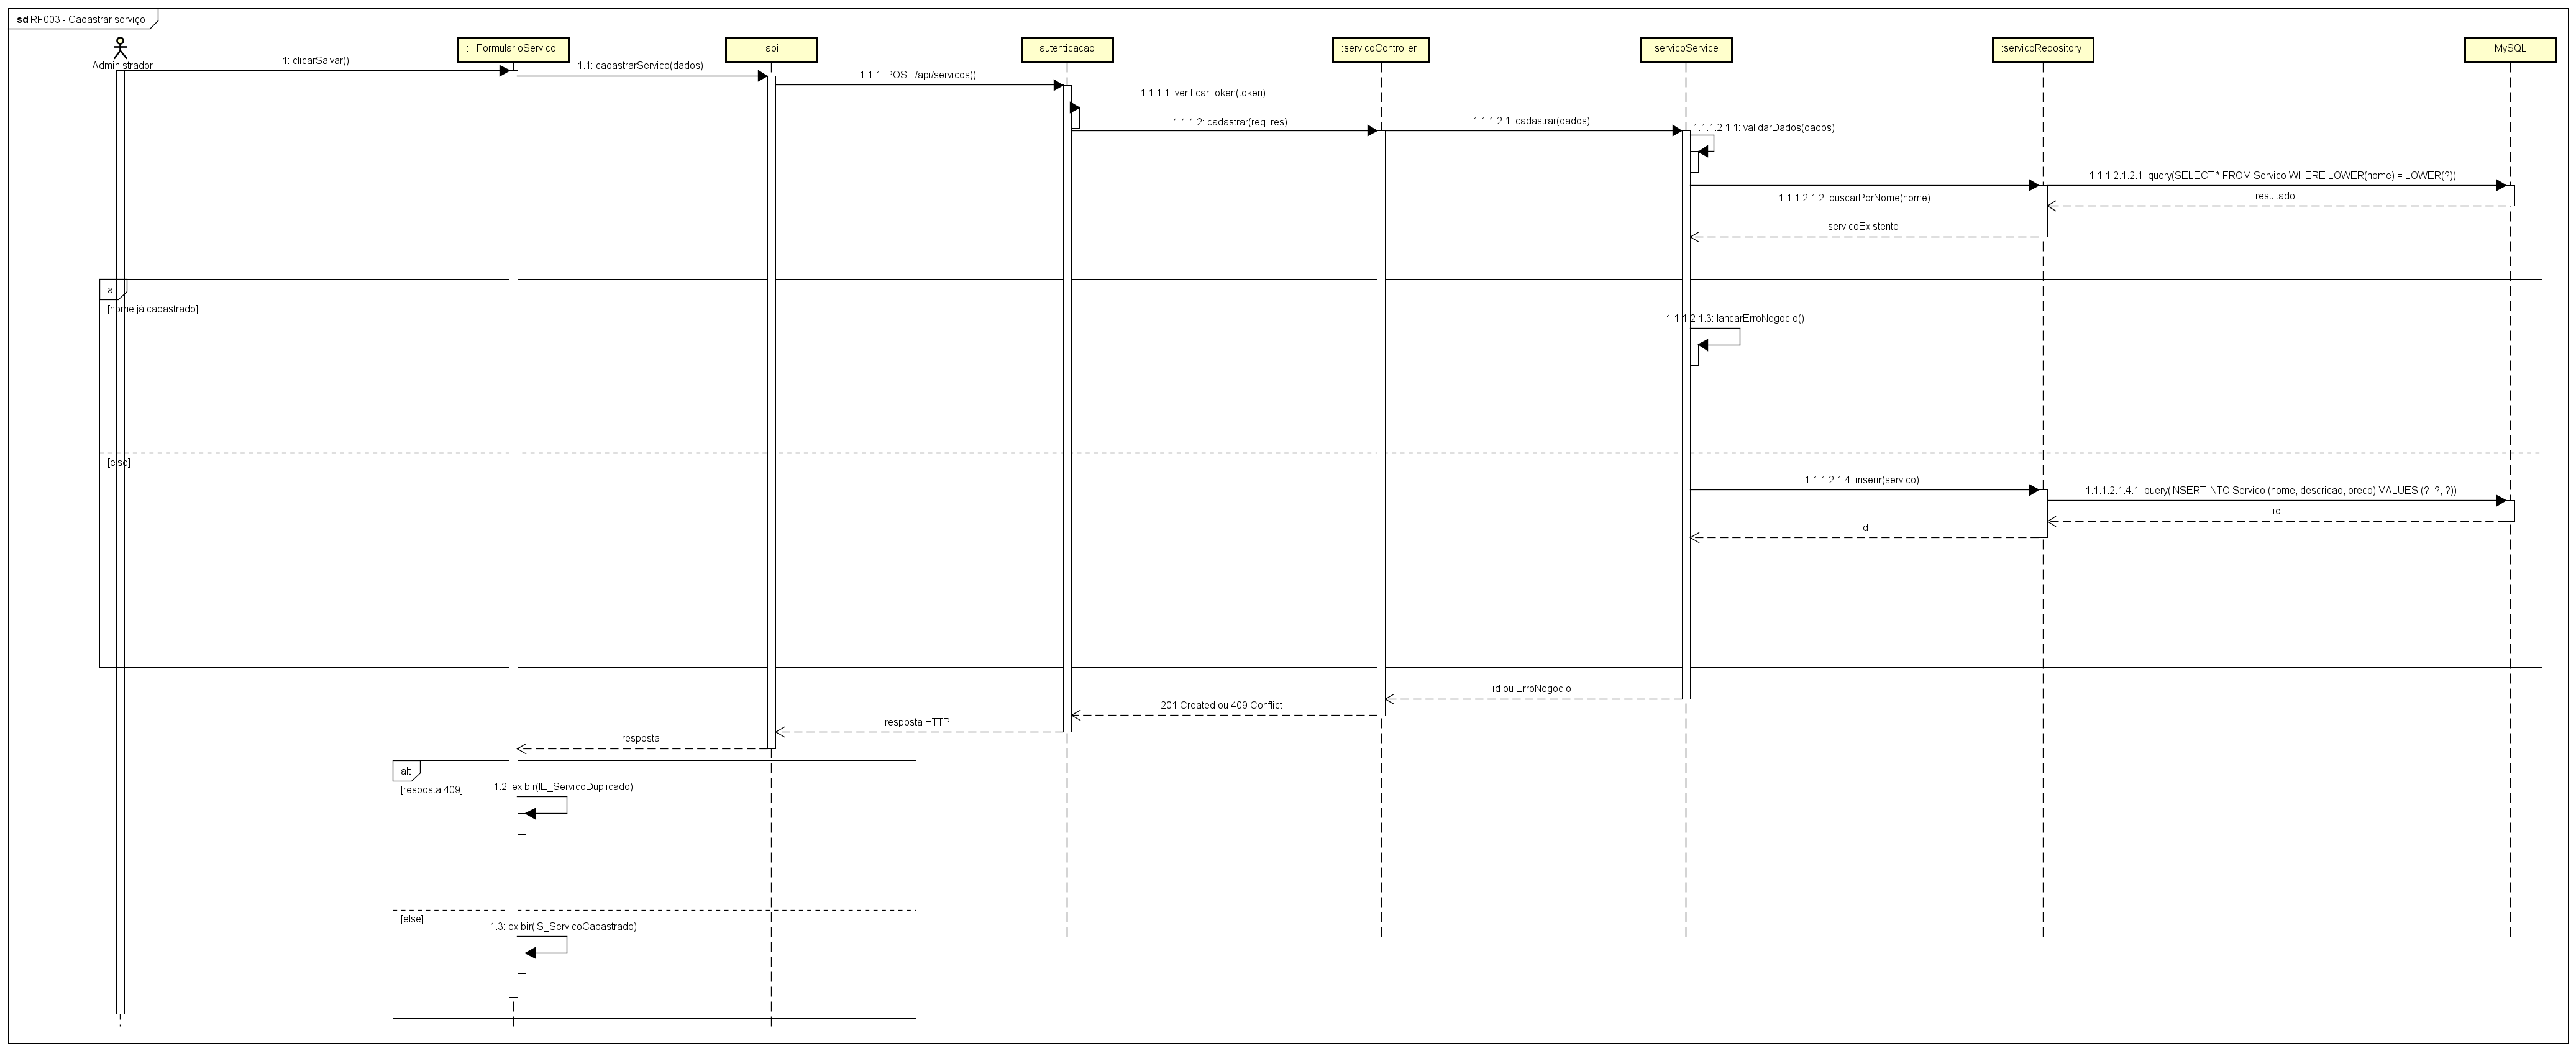 sd RF003 - Cadastrar serviço
: Administrador
:I_FormularioServico
:api
:autenticacao
:servicoController
:servicoService
:servicoRepository
:MySQL
1: clicarSalvar()
1.1: cadastrarServico(dados)
1.1.1: POST /api/servicos()
1.1.1.1: verificarToken(token)
1.1.1.2: cadastrar(req, res)
1.1.1.2.1: cadastrar(dados)
1.1.1.2.1.1: validarDados(dados)
1.1.1.2.1.2: buscarPorNome(nome)
1.1.1.2.1.2.1: query(SELECT * FROM Servico WHERE LOWER(nome) = LOWER(?))
resultado
servicoExistente
alt
[nome já cadastrado]
1.1.1.2.1.3: lancarErroNegocio()
[else]
1.1.1.2.1.4: inserir(servico)
1.1.1.2.1.4.1: query(INSERT INTO Servico (nome, descricao, preco) VALUES (?, ?, ?))
id
id
id ou ErroNegocio
201 Created ou 409 Conflict
resposta HTTP
resposta
alt
[resposta 409]
1.2: exibir(IE_ServicoDuplicado)
[else]
1.3: exibir(IS_ServicoCadastrado)